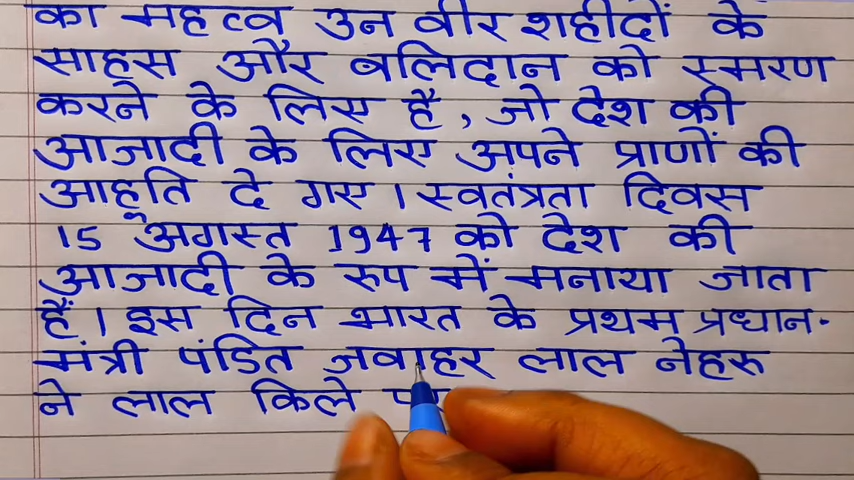 का महत्व उन वीर शहीदों के
साहस और बलिदान को स्मरण
करने के लिए है, जो देश की
आजादी के लिए अपने प्राणों की
आहुति दे गए। स्वतंत्रता दिवस
15 अगस्त 1947 को देश की
आजादी के रुप में मनाया जाता
हैं। इस दिन भारत के प्रथम प्रधान-
मंत्री पंडित जवाहर लाल नेहरू
ने लाल किले